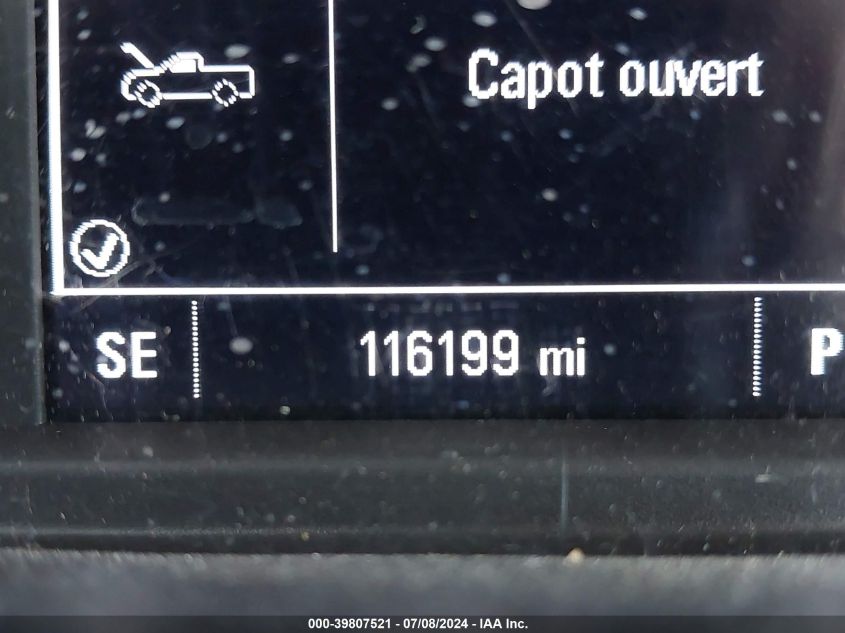 Capot ouvert
SE 116199 mi P
000-39807521 - 07/08/2024 - IAA Inc.